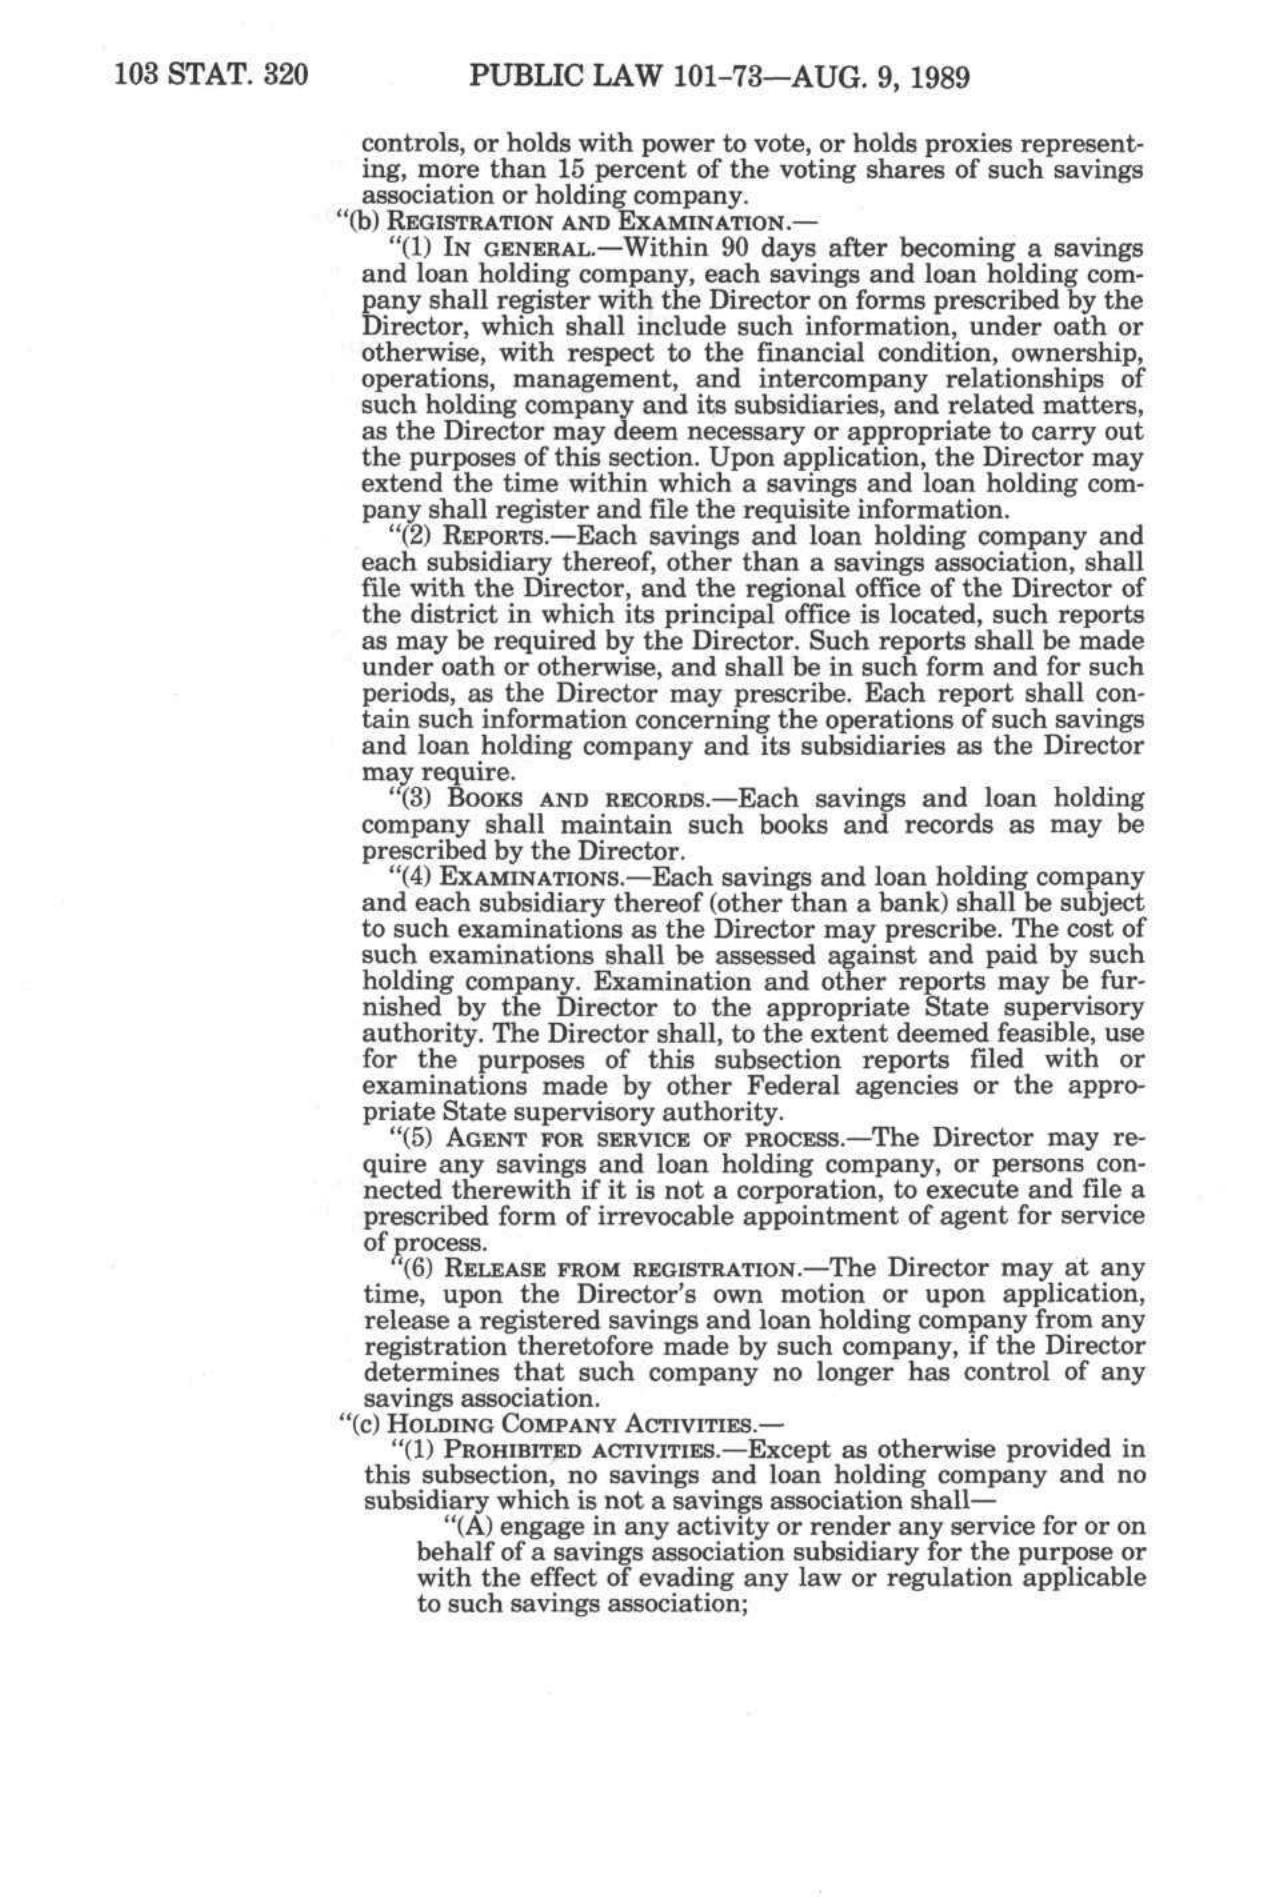 103 STAT. 320
PUBLIC LAW 101-73—AUG. 9, 1989
controls, or holds with power to vote, or holds proxies represent-
ing, more than 15 percent of the voting shares of such savings
association or holding company.
"(b) REGISTRATION AND EXAMINATION.—
"(1) IN GENERAL.—Within 90 days after becoming a savings
and loan holding company, each savings and loan holding com-
pany shall register with the Director on forms prescribed by the
Director, which shall include such information, under oath or
otherwise, with respect to the financial condition, ownership,
operations, management, and intercompany relationships of
such holding company and its subsidiaries, and related matters,
as the Director may deem necessary or appropriate to carry out
the purposes of this section. Upon application, the Director may
extend the time within which a savings and loan holding com-
pany shall register and file the requisite information.
"(2) REPORTS.—Each savings and loan holding company and
each subsidiary thereof, other than a savings association, shall
file with the Director, and the regional office of the Director of
the district in which its principal office is located, such reports
as may be required by the Director. Such reports shall be made
under oath or otherwise, and shall be in such form and for such
periods, as the Director may prescribe. Each report shall con-
tain such information concerning the operations of such savings
and loan holding company and its subsidiaries as the Director
may require.
"(3) BOOKS AND RECORDS.—Each savings and loan holding
company shall maintain such books and records as may be
prescribed by the Director.
"(4) EXAMINATIONS.—Each savings and loan holding company
and each subsidiary thereof (other than a bank) shall be subject
to such examinations as the Director may prescribe. The cost of
such examinations shall be assessed against and paid by such
holding company. Examination and other reports may be fur-
nished by the Director to the appropriate State supervisory
authority. The Director shall, to the extent deemed feasible, use
for the purposes of this subsection reports filed with or
examinations made by other Federal agencies or the appro-
priate State supervisory authority.
"(5) AGENT FOR SERVICE OF PROCESS.—The Director may re-
quire any savings and loan holding company, or persons con-
nected therewith if it is not a corporation, to execute and file a
prescribed form of irrevocable appointment of agent for service
of process.
"(6) RELEASE FROM REGISTRATION.—The Director may at any
time, upon the Director's own motion or upon application,
release a registered savings and loan holding company from any
registration theretofore made by such company, if the Director
determines that such company no longer has control of any
savings association.
"(c) HOLDING COMPANY ACTIVITIES.—
"(1) PROHIBITED ACTIVITIES.—Except as otherwise provided in
this subsection, no savings and loan holding company and no
subsidiary which is not a savings association shall—
"(A) engage in any activity or render any service for or on
behalf of a savings association subsidiary for the purpose or
with the effect of evading any law or regulation applicable
to such savings association;